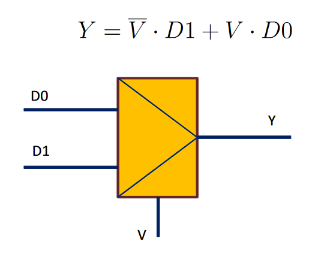 Y = V̅ · D1 + V · D0
D0
Y
D1
V